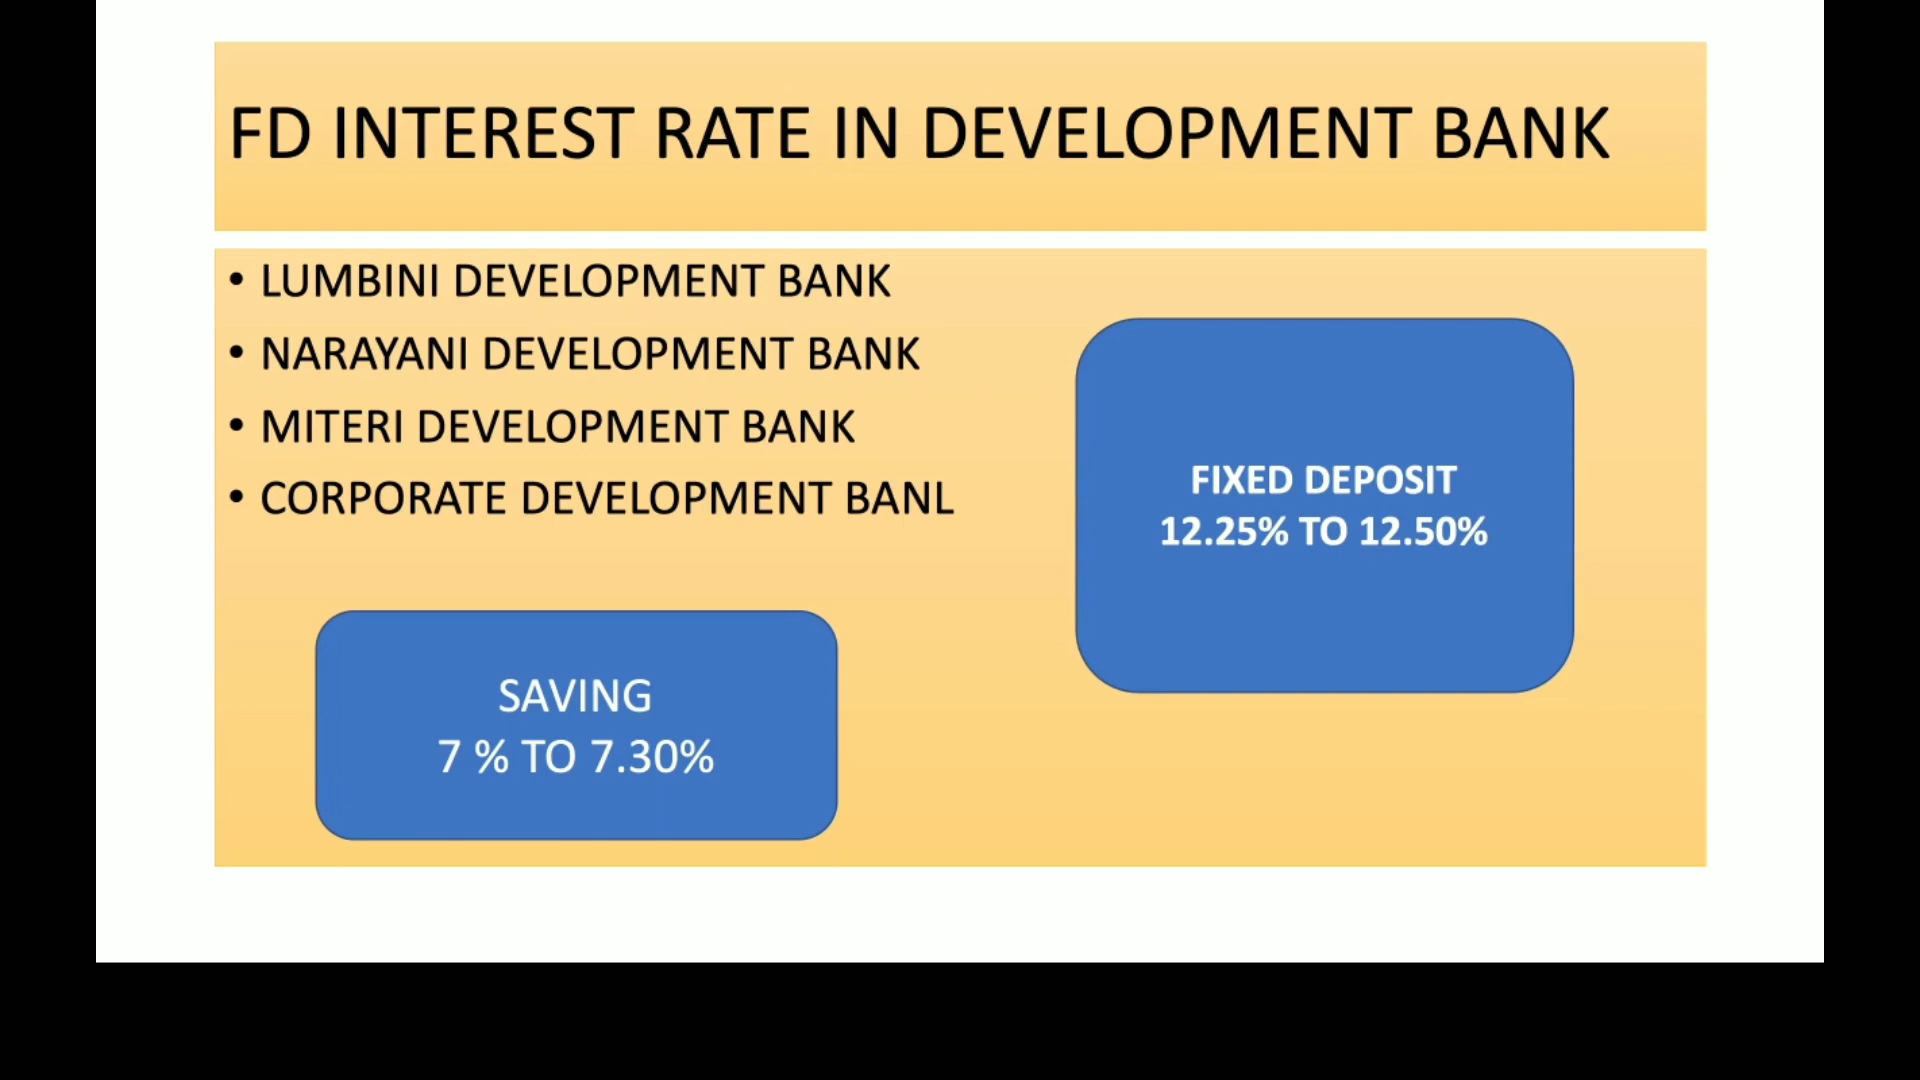 FD INTEREST RATE IN DEVELOPMENT BANK
• LUMBINI DEVELOPMENT BANK
• NARAYANI DEVELOPMENT BANK
• MITERI DEVELOPMENT BANK
• CORPORATE DEVELOPMENT BANL
FIXED DEPOSIT
12.25% TO 12.50%
SAVING
7 % TO 7.30%